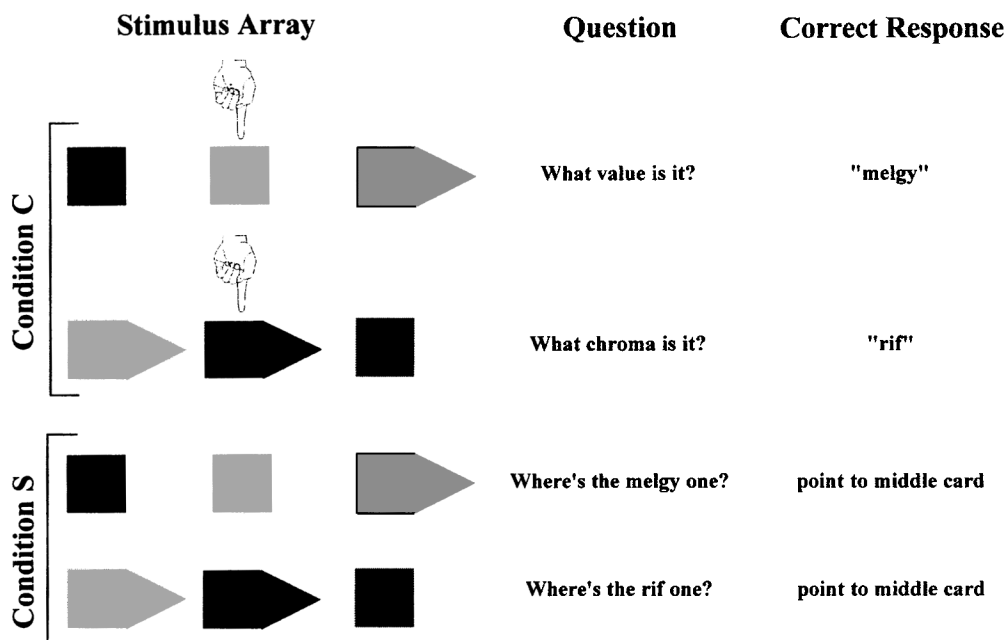 Stimulus Array Question Correct Response
Condition C
What value is it? "melgy"
What chroma is it? "rif"
Condition S
Where's the melgy one? point to middle card
Where's the rif one? point to middle card